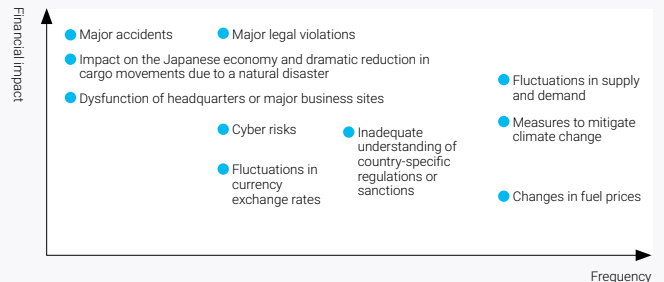 Financial impact
Major accidents
Major legal violations
Impact on the Japanese economy and dramatic reduction in
cargo movements due to a natural disaster
Dysfunction of headquarters or major business sites
Fluctuations in supply
and demand
Measures to mitigate
climate change
Cyber risks
Inadequate
understanding of
country-specific
regulations or
sanctions
Fluctuations in
currency
exchange rates
Changes in fuel prices
Frequency